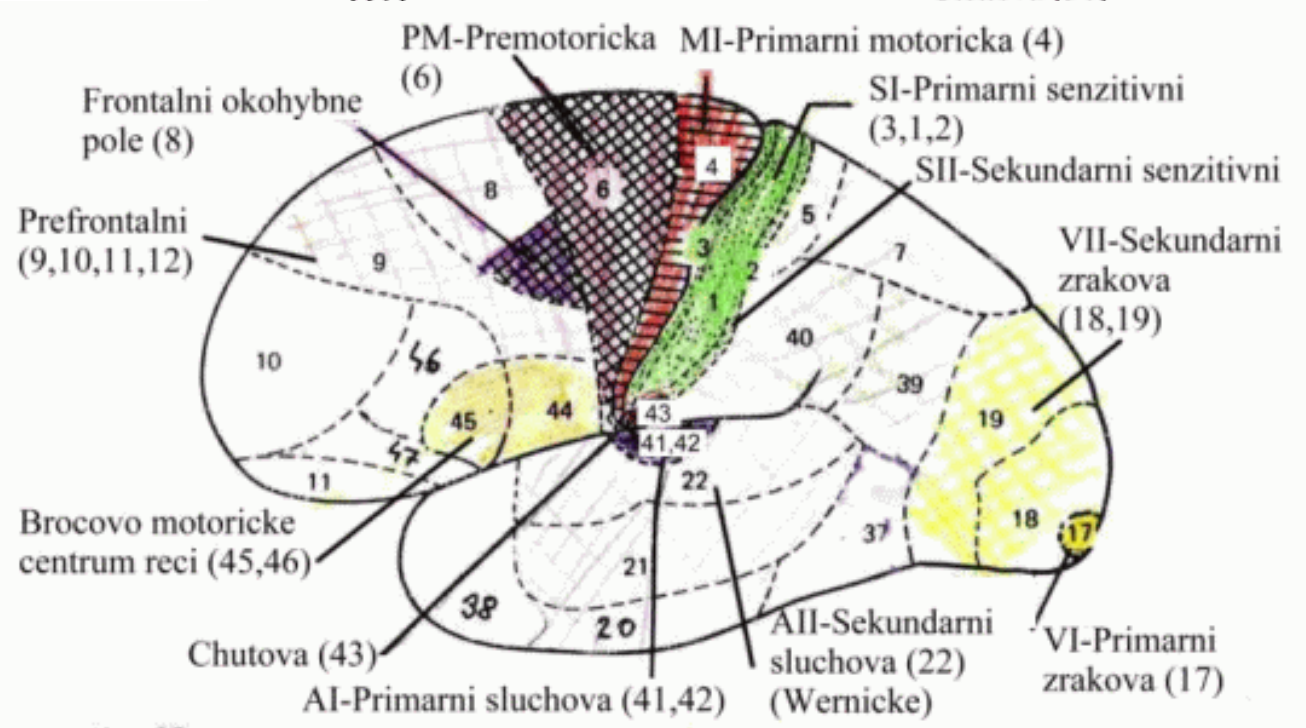 PM-Premotoricka
(6)
MI-Primarni motoricka (4)
Frontalni okohybne
pole (8)
SI-Primarni senzitivni
(3,1,2)
SII-Sekundarni senzitivni
Prefrontalni
(9,10,11,12)
VII-Sekundarni
zrakova
(18,19)
8
6
4
5
9
3
2
7
1
10
46
40
39
45
44
43
19
47
41,42
11
22
18
17
37
21
38
20
Brocovo motoricke
centrum reci (45,46)
Chutova (43)
AI-Primarni sluchova (41,42)
AII-Sekundarni
sluchova (22)
(Wernicke)
VI-Primarni
zrakova (17)